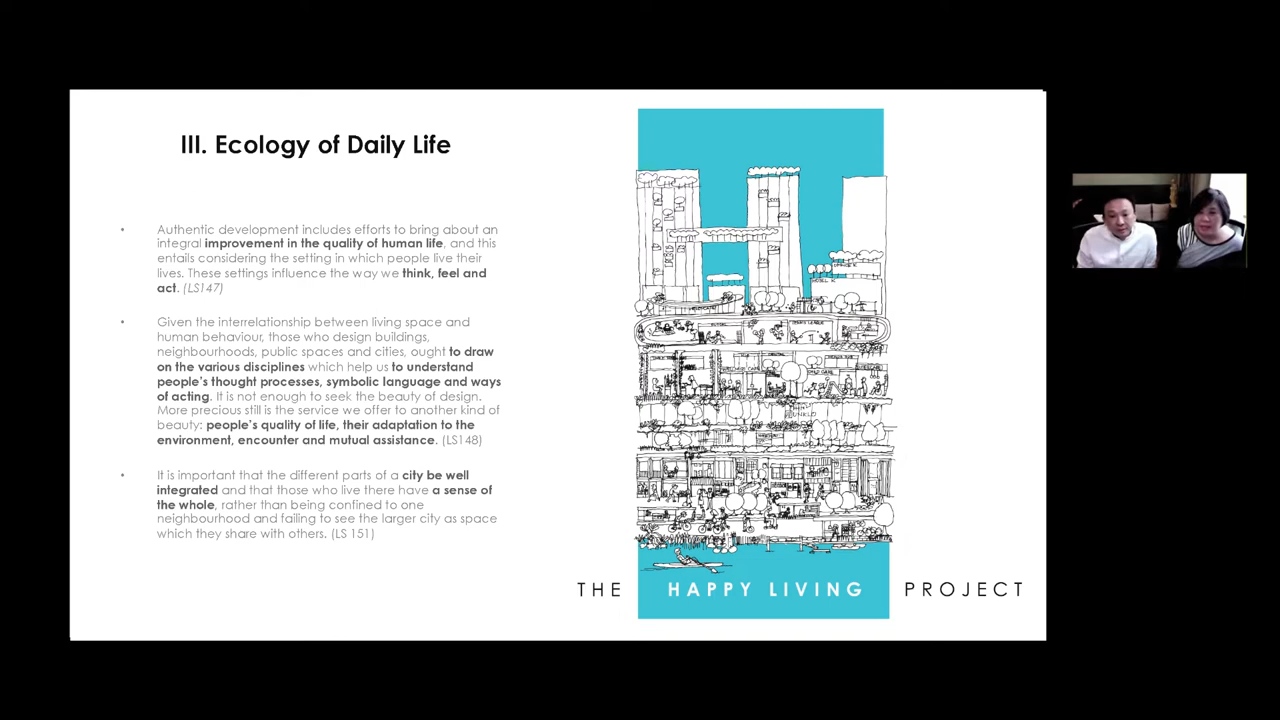 III. Ecology of Daily Life
• Authentic development includes efforts to bring about an
integral improvement in the quality of human life, and this
entails considering the setting in which people live their
lives. These settings influence the way we think, feel and
act. (LS147)
• Given the interrelationship between living space and
human behaviour, those who design buildings,
neighbourhoods, public spaces and cities, ought to draw
on the various disciplines which help us to understand
people's thought processes, symbolic language and ways
of acting. It is not enough to seek the beauty of design.
More precious still is the service we offer to another kind of
beauty: people's quality of life, their adaptation to the
environment, encounter and mutual assistance. (LS148)
• It is important that the different parts of a city be well
integrated and that those who live there have a sense of
the whole, rather than being confined to one
neighbourhood and failing to see the larger city as space
which they share with others. (LS 151)
THE HAPPY LIVING PROJECT